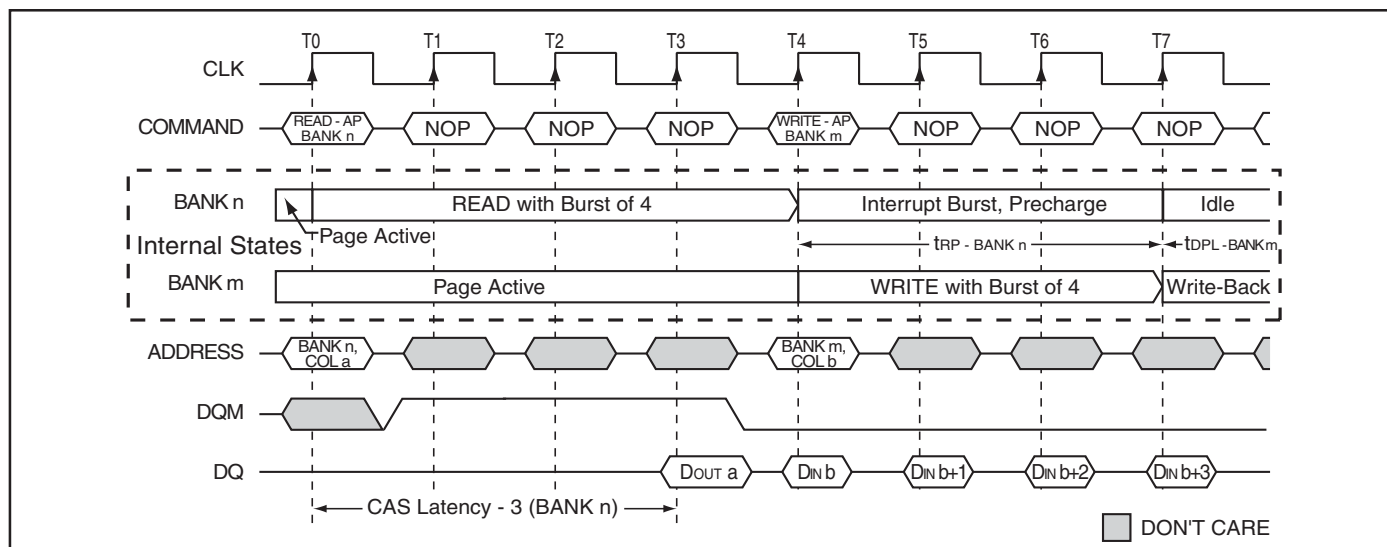 T0 T1 T2 T3 T4 T5 T6 T7
CLK
COMMAND READ - AP BANK n NOP NOP NOP WRITE - AP BANK m NOP NOP NOP
BANK n READ with Burst of 4 Interrupt Burst, Precharge Idle
Internal States Page Active tRP - BANK n tDPL - BANK m
BANK m Page Active WRITE with Burst of 4 Write-Back
ADDRESS BANK n, COL a BANK m, COL b
DQM
DQ DOUT a DIN b DIN b+1 DIN b+2 DIN b+3
CAS Latency - 3 (BANK n)
DON'T CARE